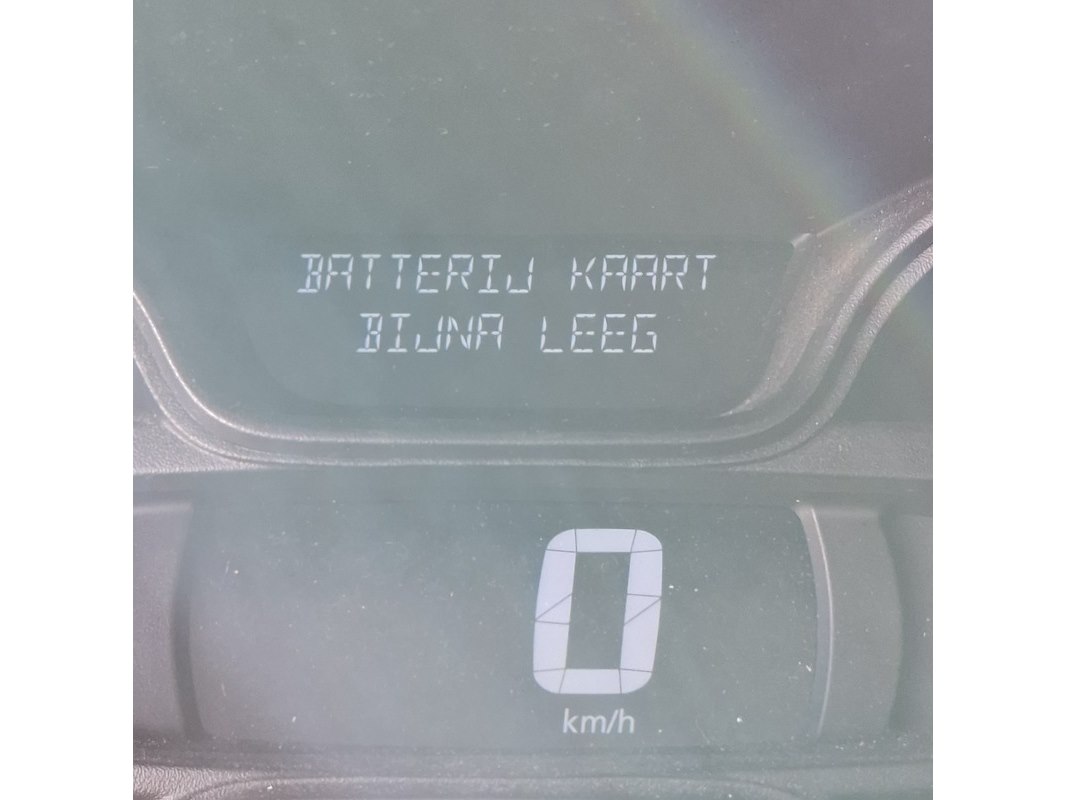 BATTERIJ KAART
BIJNA LEEG
0
km/h